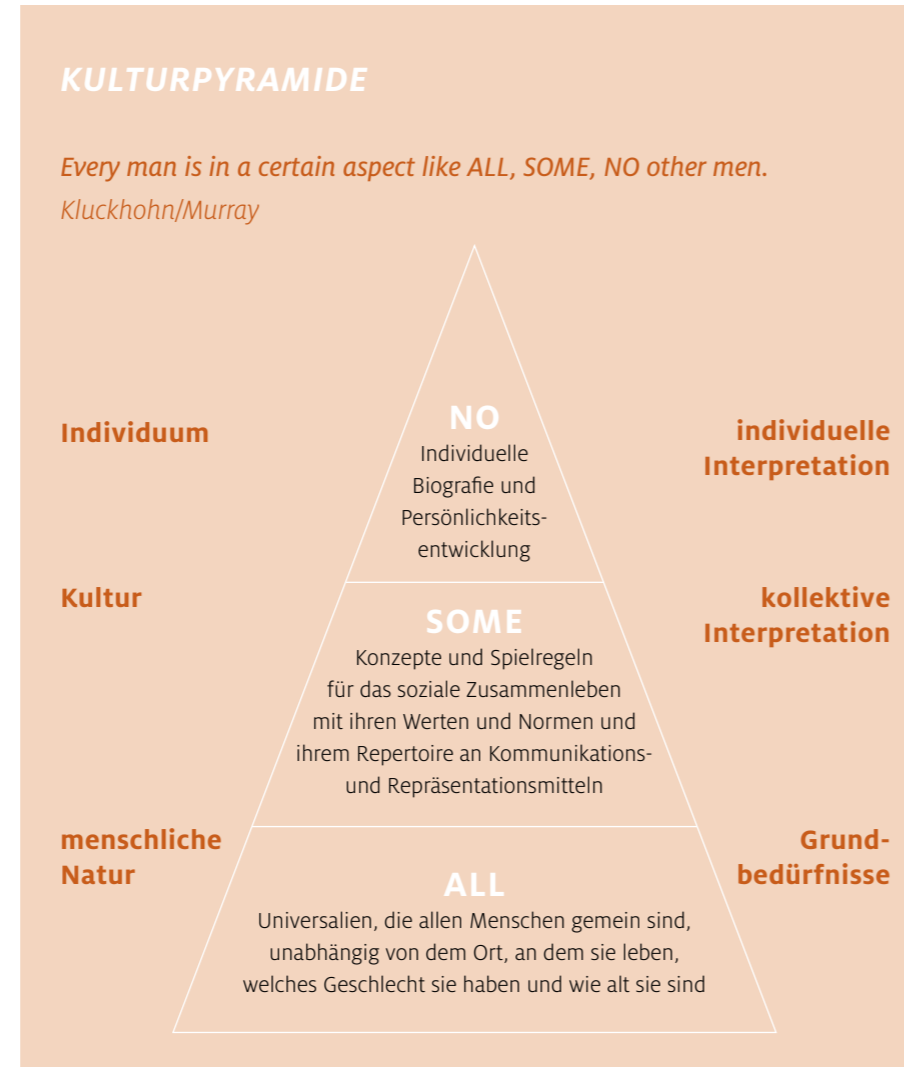 KULTURPYRAMIDE
Every man is in a certain aspect like ALL, SOME, NO other men.
Kluckhohn/Murray
Individuum
NO
Individuelle
Biografie und
Persönlichkeits-
entwicklung
individuelle
Interpretation
Kultur
SOME
Konzepte und Spielregeln
für das soziale Zusammenleben
mit ihren Werten und Normen und
ihrem Repertoire an Kommunikations-
und Repräsentationsmitteln
kollektive
Interpretation
menschliche
Natur
ALL
Universalien, die allen Menschen gemein sind,
unabhängig von dem Ort, an dem sie leben,
welches Geschlecht sie haben und wie alt sie sind
Grund-
bedürfnisse